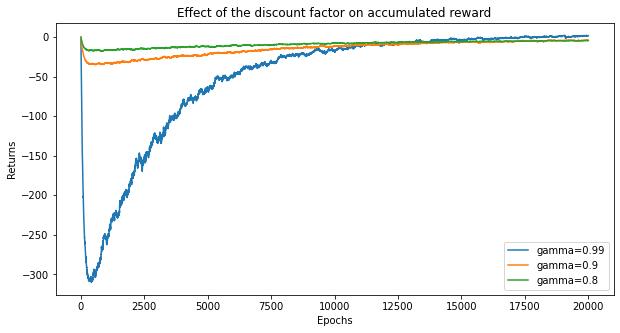 Effect of the discount factor on accumulated reward
Returns
0
−50
−100
−150
−200
−250
−300
0
2500
5000
7500
10000
12500
15000
17500
20000
Epochs
gamma=0.99
gamma=0.9
gamma=0.8